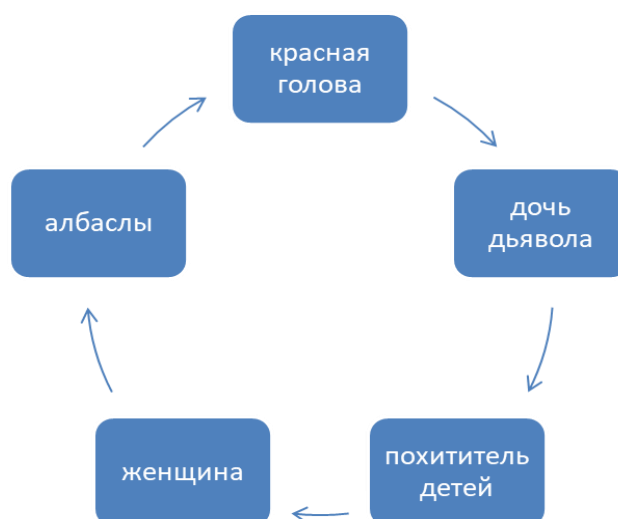 красная
голова
дочь
дьявола
похититель
детей
женщина
албаслы